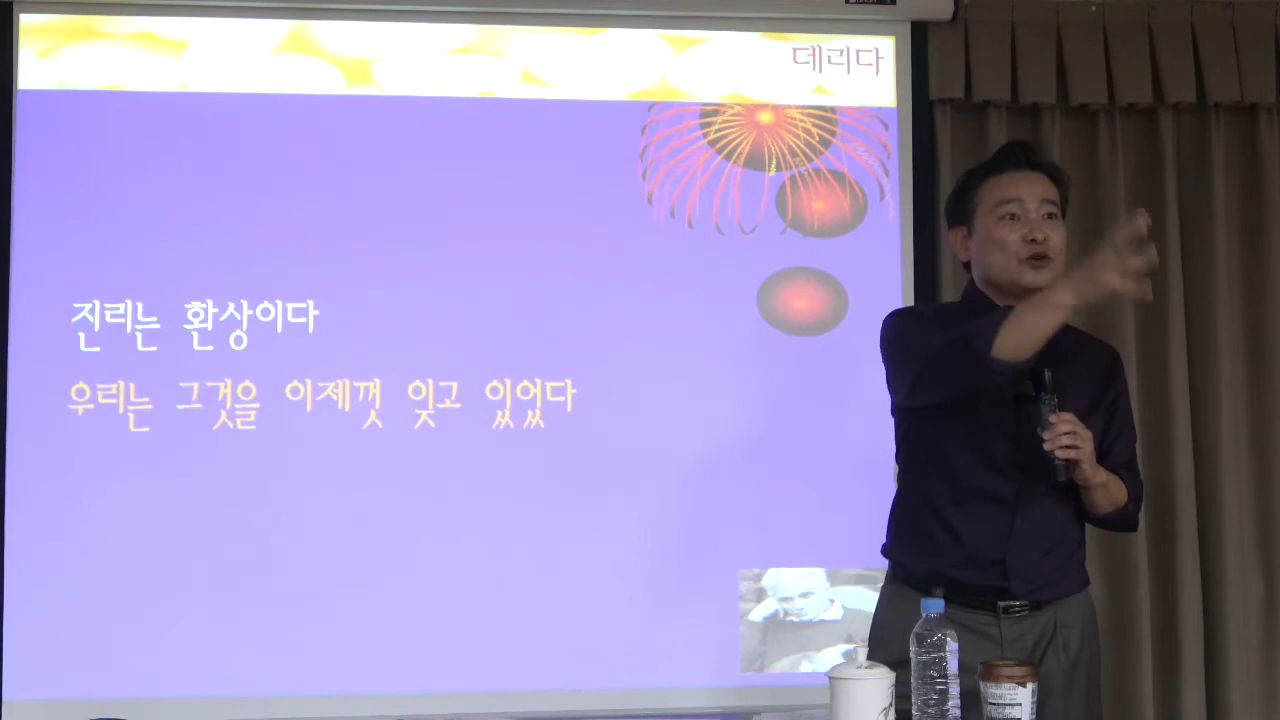 데리다
진리는 환상이다
우리는 그것을 이제껏 잊고 있었다